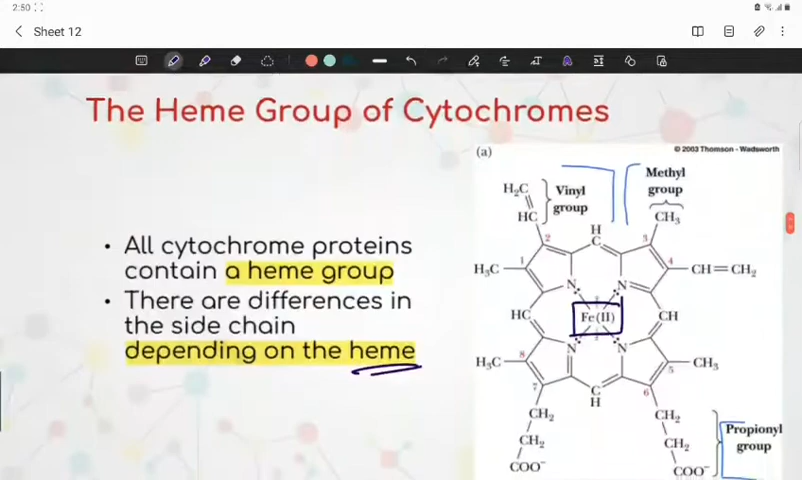 2:50
Sheet 12
The Heme Group of Cytochromes
• All cytochrome proteins
contain a heme group
• There are differences in
the side chain
depending on the heme
(a)
© 2003 Thomson - Wadsworth
H₂C
HC
Vinyl
group
Methyl
group
CH₃
H
C
2
3
1
4
H₃C
CH=CH₂
N
N
HC
Fe(II)
CH
N
N
H₃C
8
5
CH₃
7
6
C
H
CH₂
CH₂
CH₂
CH₂
COO⁻
COO⁻
Propionyl
group